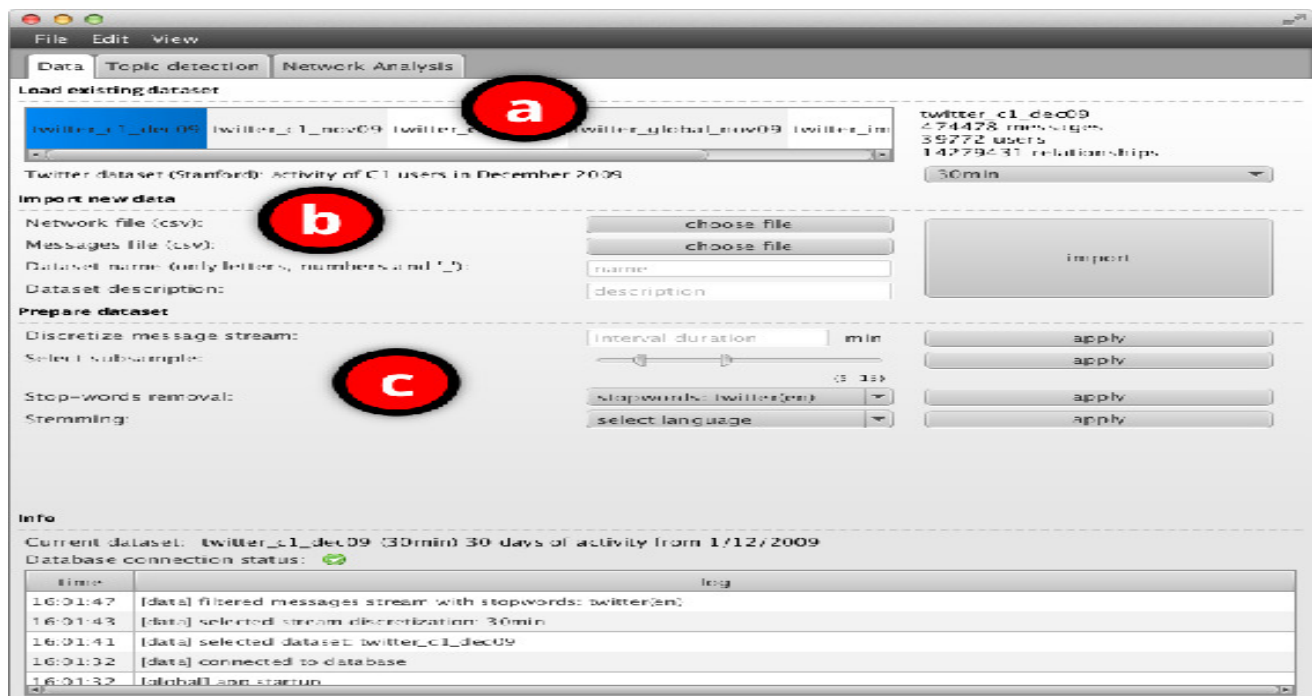 File Edit View
Data Topic detection Network Analysis
Load existing dataset
a
twitter_c1_dec09 twitter_c1_nov09 twitter_ twitter_global_nov09 twitter_im
twitter_c1_dec09
474478 messages
39772 users
14279431 relationships
Twitter dataset (Stanford): activity of C1 users in December 2009
30min
Import new data
b
Network file (csv): choose file
Messages file (csv): choose file
import
Dataset name (only letters, numbers and '_'): name
Dataset description: description
Prepare dataset
Discretize message stream: interval duration min apply
Select subsample: apply
c
Stop-words removal: stopwords: twitter(en) apply
Stemming: select language apply
Info
Current dataset: twitter_c1_dec09 (30min) 30 days of activity from 1/12/2009
Database connection status:
time log
16:01:47 [data] filtered messages stream with stopwords: twitter(en)
16:01:43 [data] selected stream discretization: 30min
16:01:41 [data] selected dataset: twitter_c1_dec09
16:01:32 [data] connected to database
16:01:32 [global] app startup